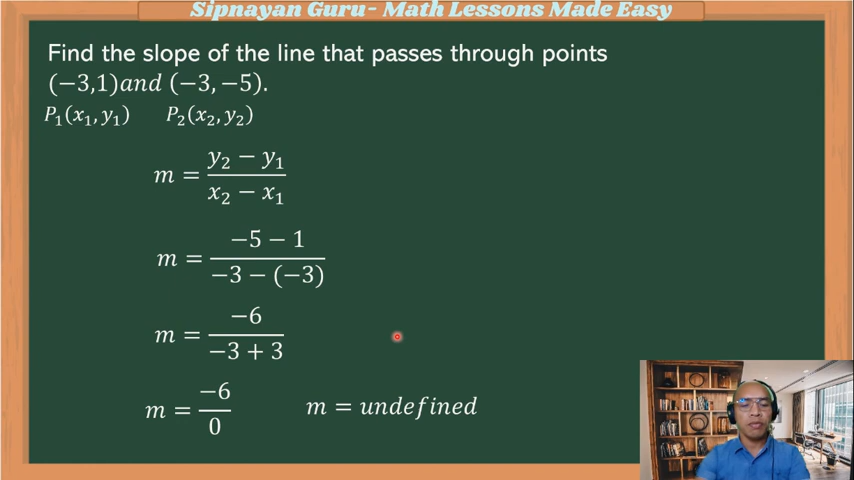 Sipnayan Guru- Math Lessons Made Easy
Find the slope of the line that passes through points
(−3,1)and (−3, −5).
P₁(x₁, y₁) P₂(x₂, y₂)
m = (y₂ − y₁)/(x₂ − x₁)
m = (−5 − 1)/(−3 − (−3))
m = −6/(−3 + 3)
m = −6/0 m = undefined